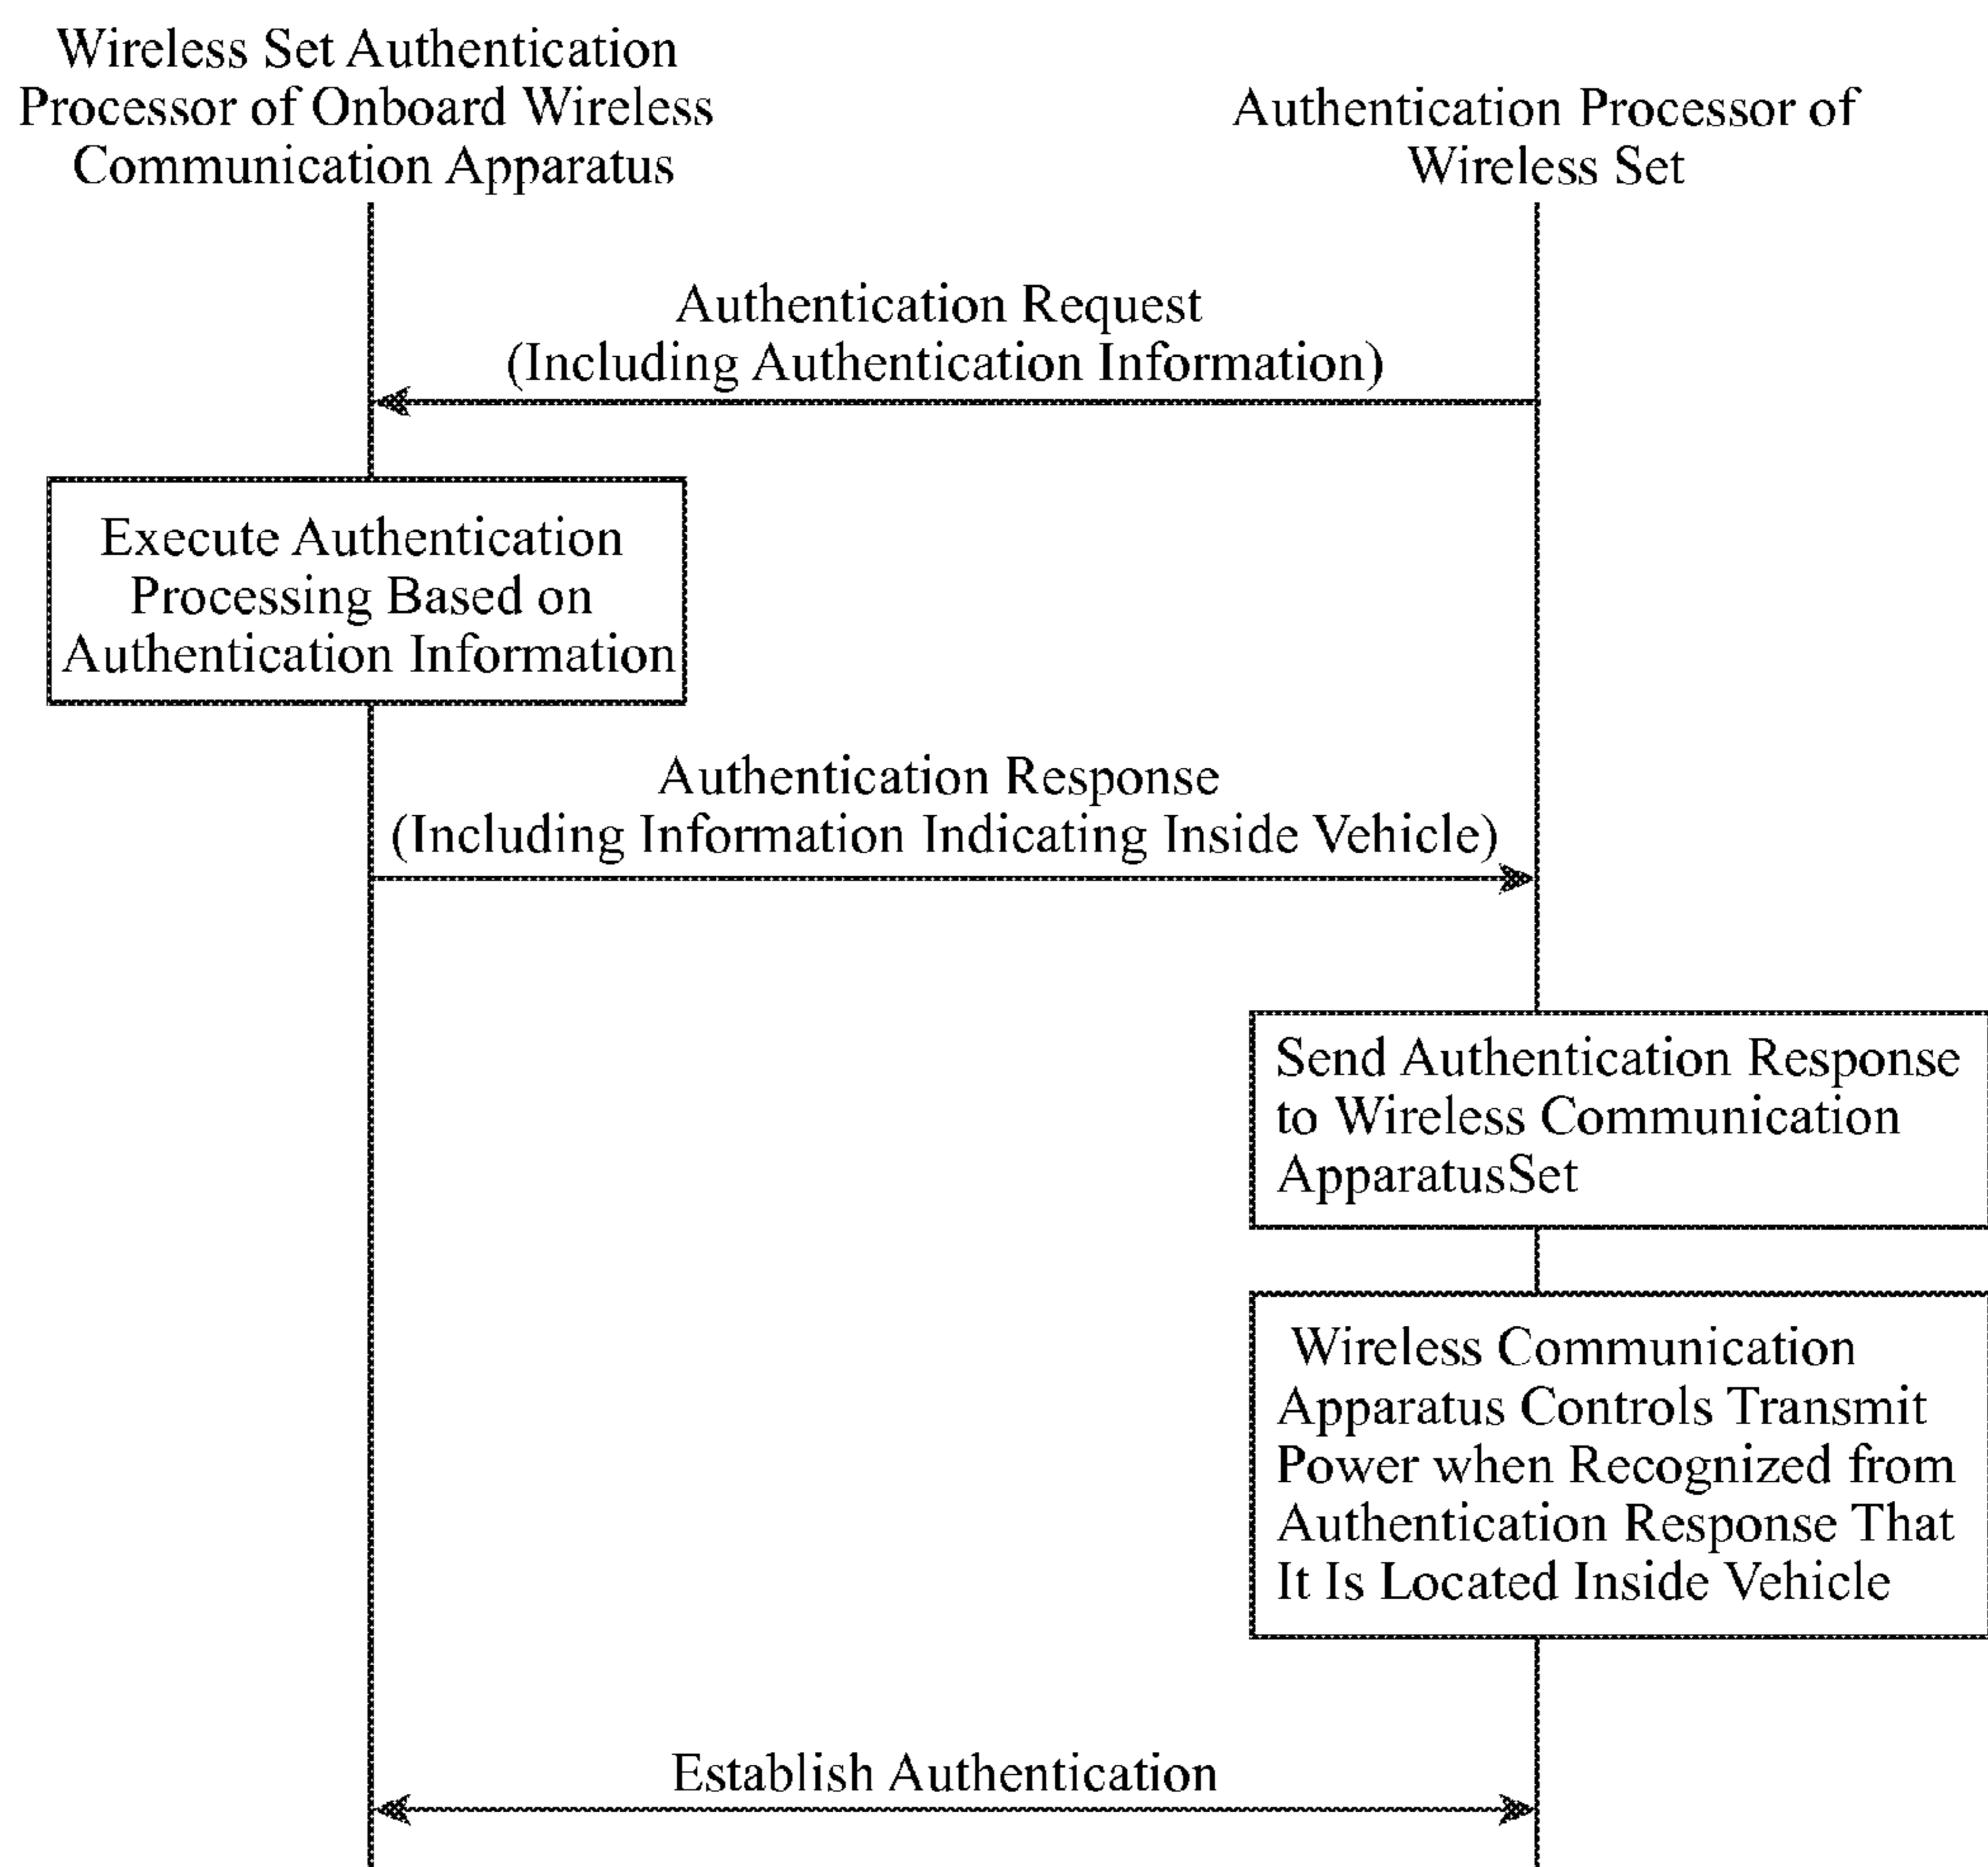 Wireless Set Authentication
Processor of Onboard Wireless
Communication Apparatus
Authentication Processor of
Wireless Set
Authentication Request
(Including Authentication Information)
Execute Authentication
Processing Based on
Authentication Information
Authentication Response
(Including Information Indicating Inside Vehicle)
Send Authentication Response
to Wireless Communication
ApparatusSet
Wireless Communication
Apparatus Controls Transmit
Power when Recognized from
Authentication Response That
It Is Located Inside Vehicle
Establish Authentication